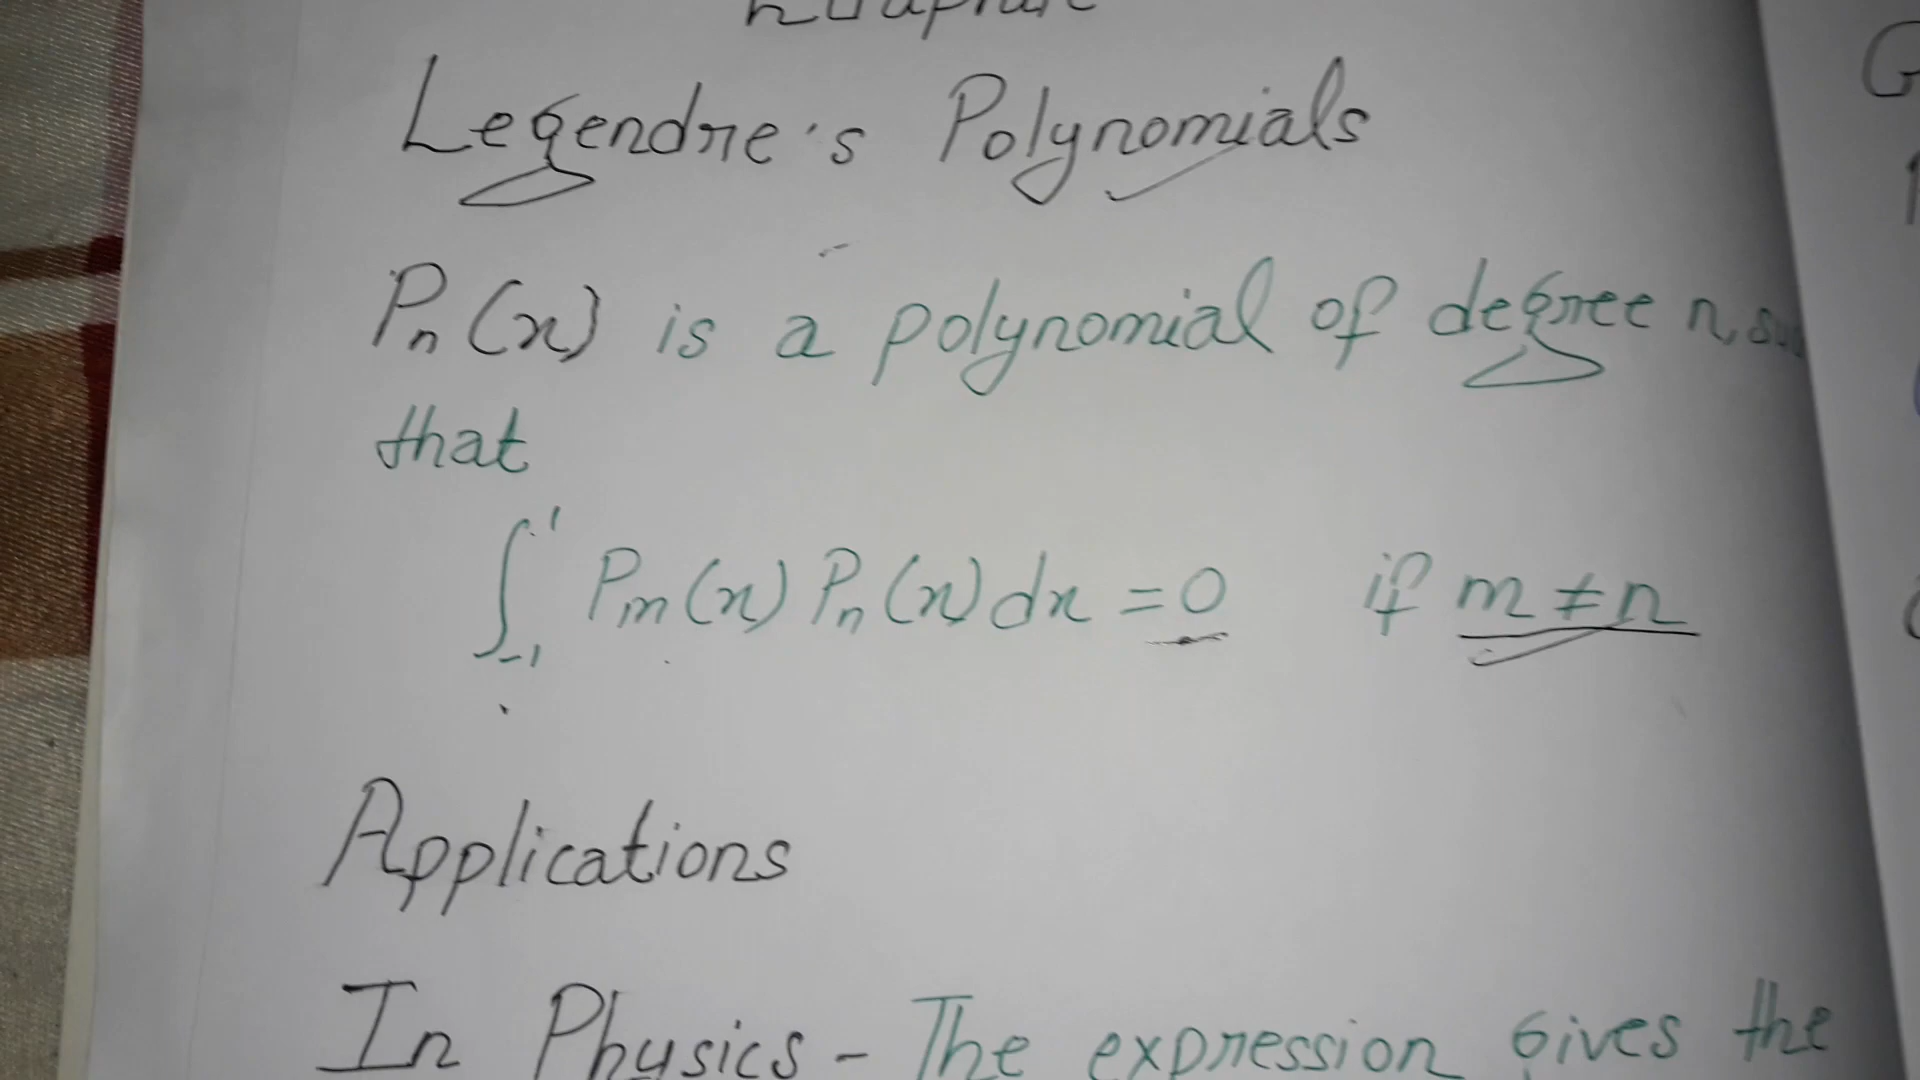 Legendre's Polynomials
Pn(x) is a polynomial of degree n,
that
∫₋₁¹ Pm(x) Pn(x) dx = 0 if m ≠ n
Applications
In Physics - The expression gives the